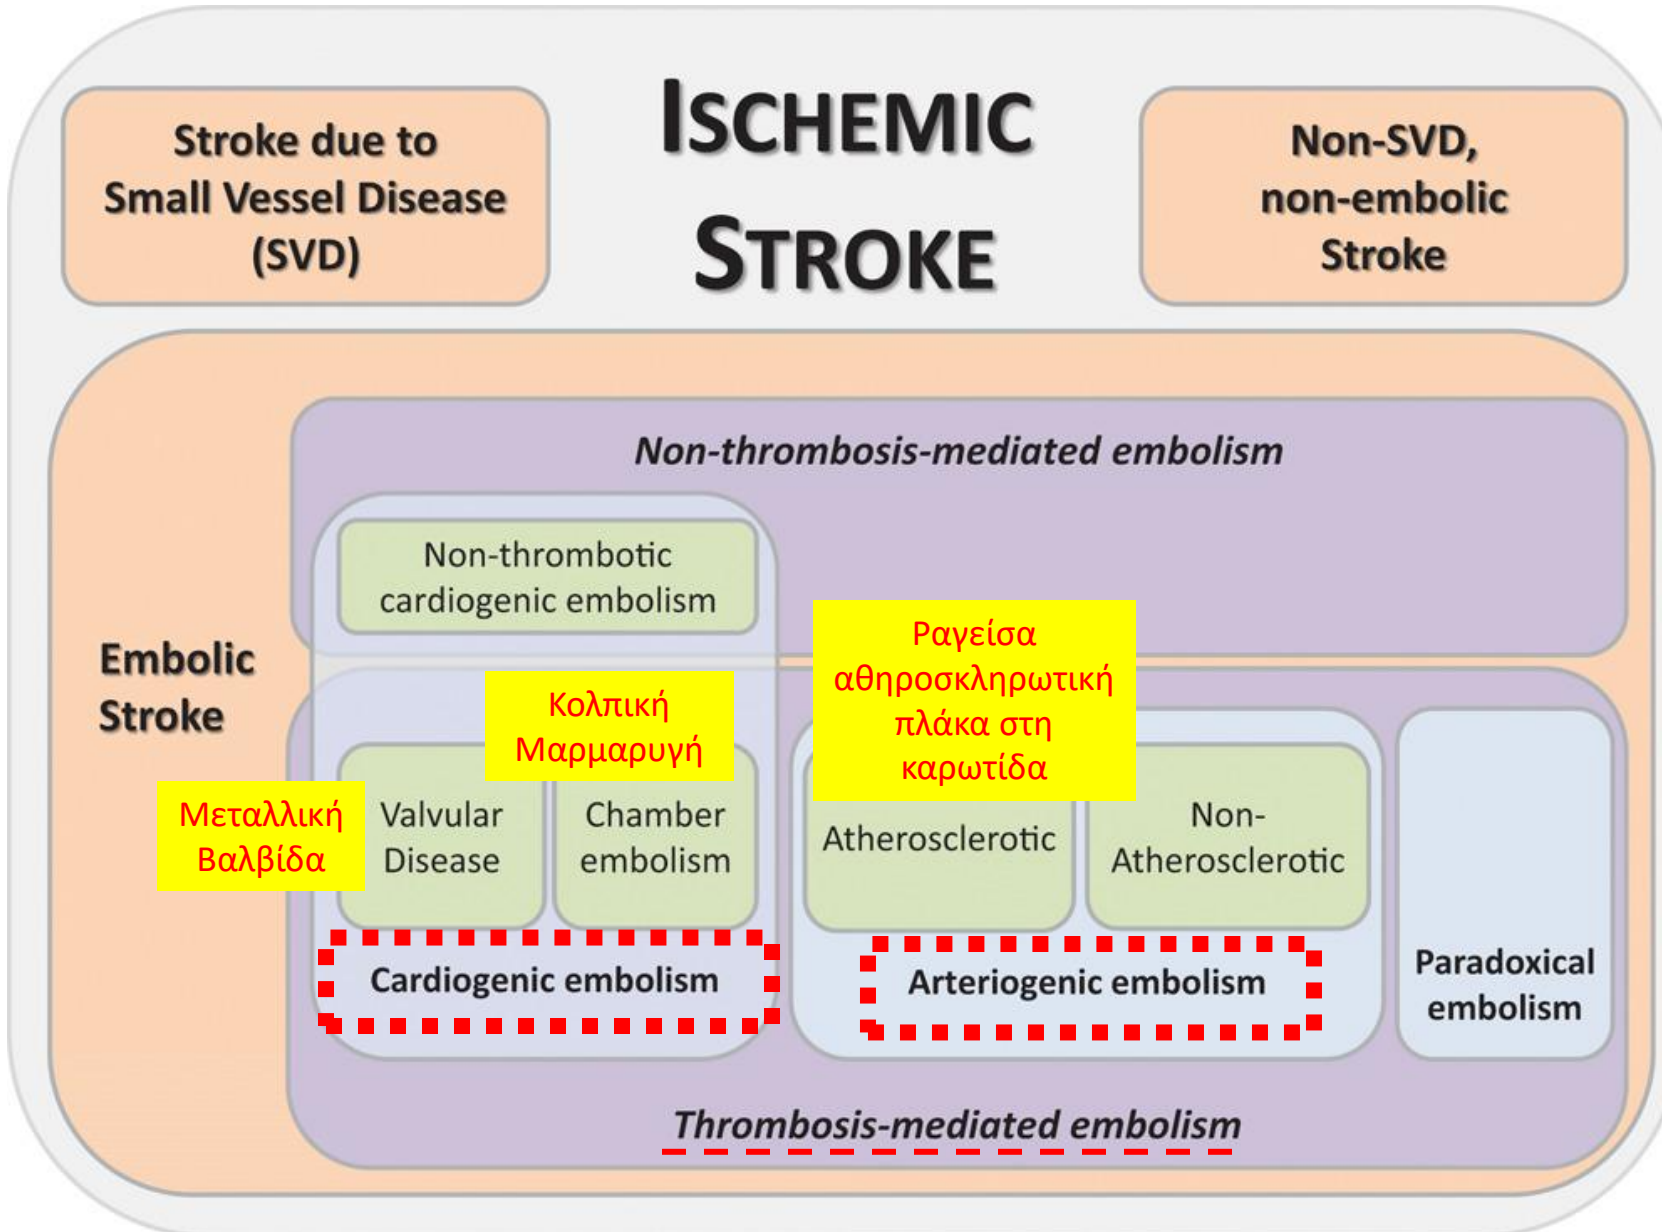 Stroke due to
Small Vessel Disease
(SVD)
ISCHEMIC
STROKE
Non-SVD,
non-embolic
Stroke
Non-thrombosis-mediated embolism
Non-thrombotic
cardiogenic embolism
Embolic
Stroke
Ραγείσα
αθηροσκληρωτική
πλάκα στη
καρωτίδα
Κολπική
Μαρμαρυγή
Μεταλλική
Βαλβίδα
Valvular
Disease
Chamber
embolism
Atherosclerotic
Non-
Atherosclerotic
Cardiogenic embolism
Arteriogenic embolism
Paradoxical
embolism
Thrombosis-mediated embolism